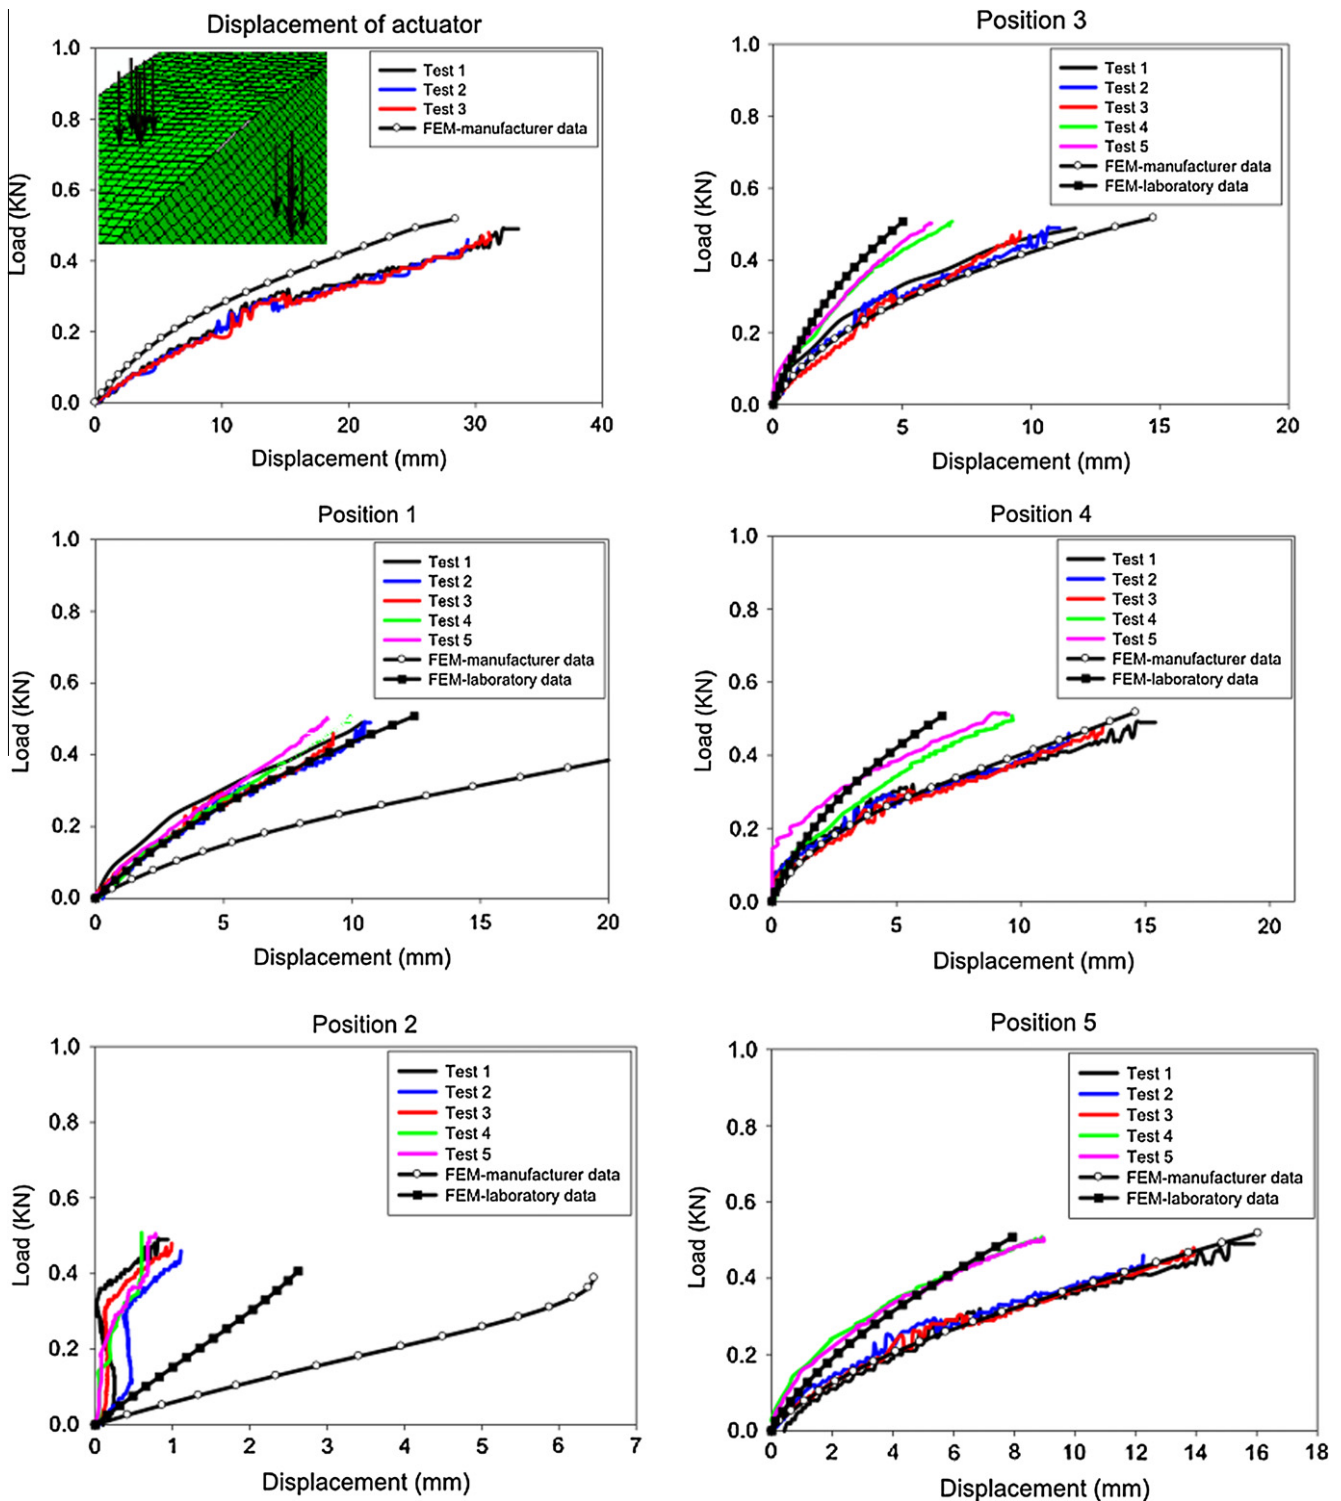 Displacement of actuator
1.0
0.8
0.6
0.4
0.2
0.0
Load (KN)
Test 1
Test 2
Test 3
FEM-manufacturer data
0 10 20 30 40
Displacement (mm)
Position 3
1.0
0.8
0.6
0.4
0.2
0.0
Load (KN)
Test 1
Test 2
Test 3
Test 4
Test 5
FEM-manufacturer data
FEM-laboratory data
0 5 10 15 20
Displacement (mm)
Position 1
1.0
0.8
0.6
0.4
0.2
0.0
Load (KN)
Test 1
Test 2
Test 3
Test 4
Test 5
FEM-manufacturer data
FEM-laboratory data
0 5 10 15 20
Displacement (mm)
Position 4
1.0
0.8
0.6
0.4
0.2
0.0
Load (KN)
Test 1
Test 2
Test 3
Test 4
Test 5
FEM-manufacturer data
FEM-laboratory data
0 5 10 15 20
Displacement (mm)
Position 2
1.0
0.8
0.6
0.4
0.2
0.0
Load (KN)
Test 1
Test 2
Test 3
Test 4
Test 5
FEM-manufacturer data
FEM-laboratory data
0 1 2 3 4 5 6 7
Displacement (mm)
Position 5
1.0
0.8
0.6
0.4
0.2
0.0
Load (KN)
Test 1
Test 2
Test 3
Test 4
Test 5
FEM-manufacturer data
FEM-laboratory data
0 2 4 6 8 10 12 14 16 18
Displacement (mm)